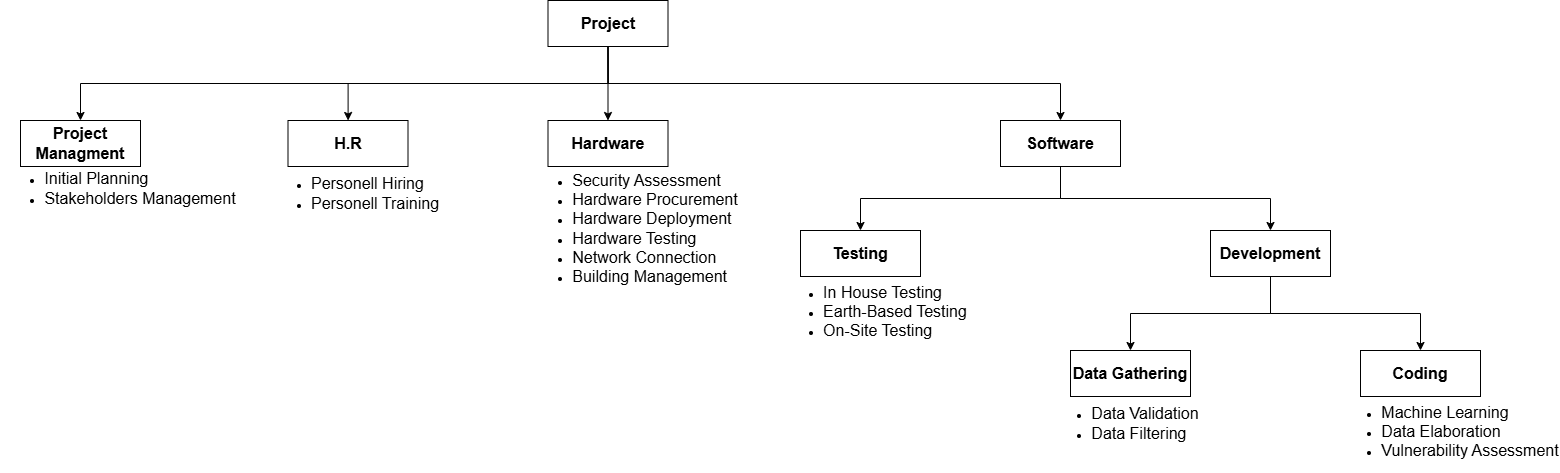 Project
Project
Managment
H.R
Hardware
Software
Initial Planning
Stakeholders Management
Personell Hiring
Personell Training
Security Assessment
Hardware Procurement
Hardware Deployment
Hardware Testing
Network Connection
Building Management
Testing
Development
In House Testing
Earth-Based Testing
On-Site Testing
Data Gathering
Coding
Data Validation
Data Filtering
Machine Learning
Data Elaboration
Vulnerability Assessment